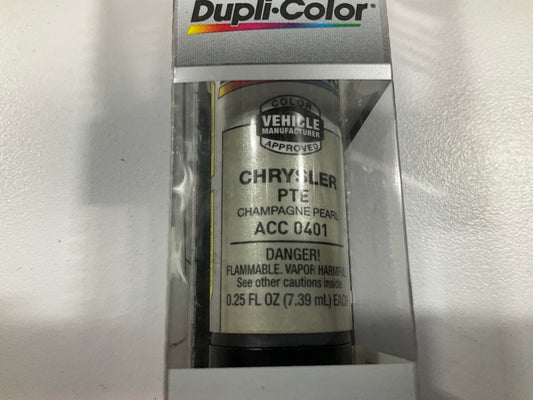 Dupli-Color®
COLOR
VEHICLE
MANUFACTURER
APPROVED
CHRYSLER
PTE
CHAMPAGNE PEARL
ACC 0401
DANGER!
FLAMMABLE. VAPOR HARMFUL
See other cautions inside
0.25 FL OZ (7.39 mL) EACH